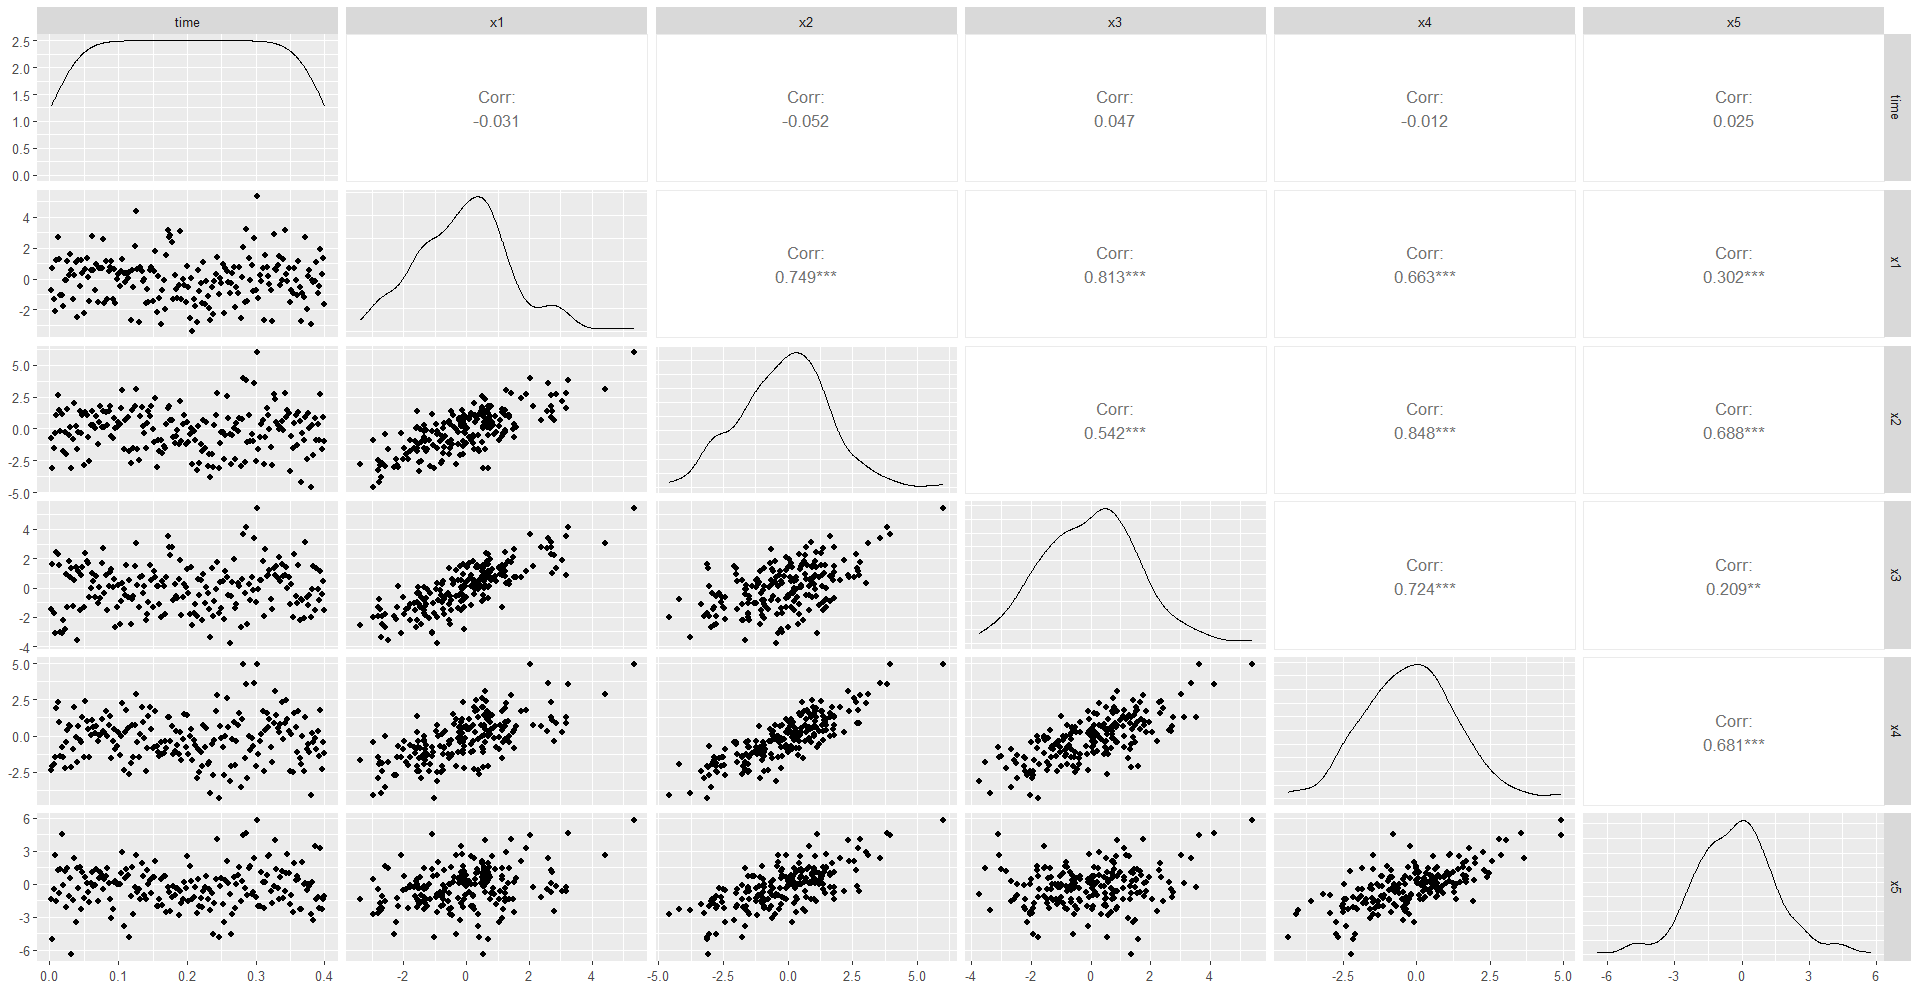 time x1 x2 x3 x4 x5
2.5
2.0
1.5
1.0
0.5
0.0
Corr:
-0.031
Corr:
-0.052
Corr:
0.047
Corr:
-0.012
Corr:
0.025
time
4
2
0
-2
Corr:
0.749***
Corr:
0.813***
Corr:
0.663***
Corr:
0.302***
x1
5.0
2.5
0.0
-2.5
-5.0
Corr:
0.542***
Corr:
0.848***
Corr:
0.688***
x2
4
2
0
-2
-4
Corr:
0.724***
Corr:
0.209**
x3
5.0
2.5
0.0
-2.5
Corr:
0.681***
x4
6
3
0
-3
-6
x5
0.0 0.1 0.2 0.3 0.4
-2 0 2 4
-5.0 -2.5 0.0 2.5 5.0
-4 -2 0 2 4
-2.5 0.0 2.5 5.0
-6 -3 0 3 6